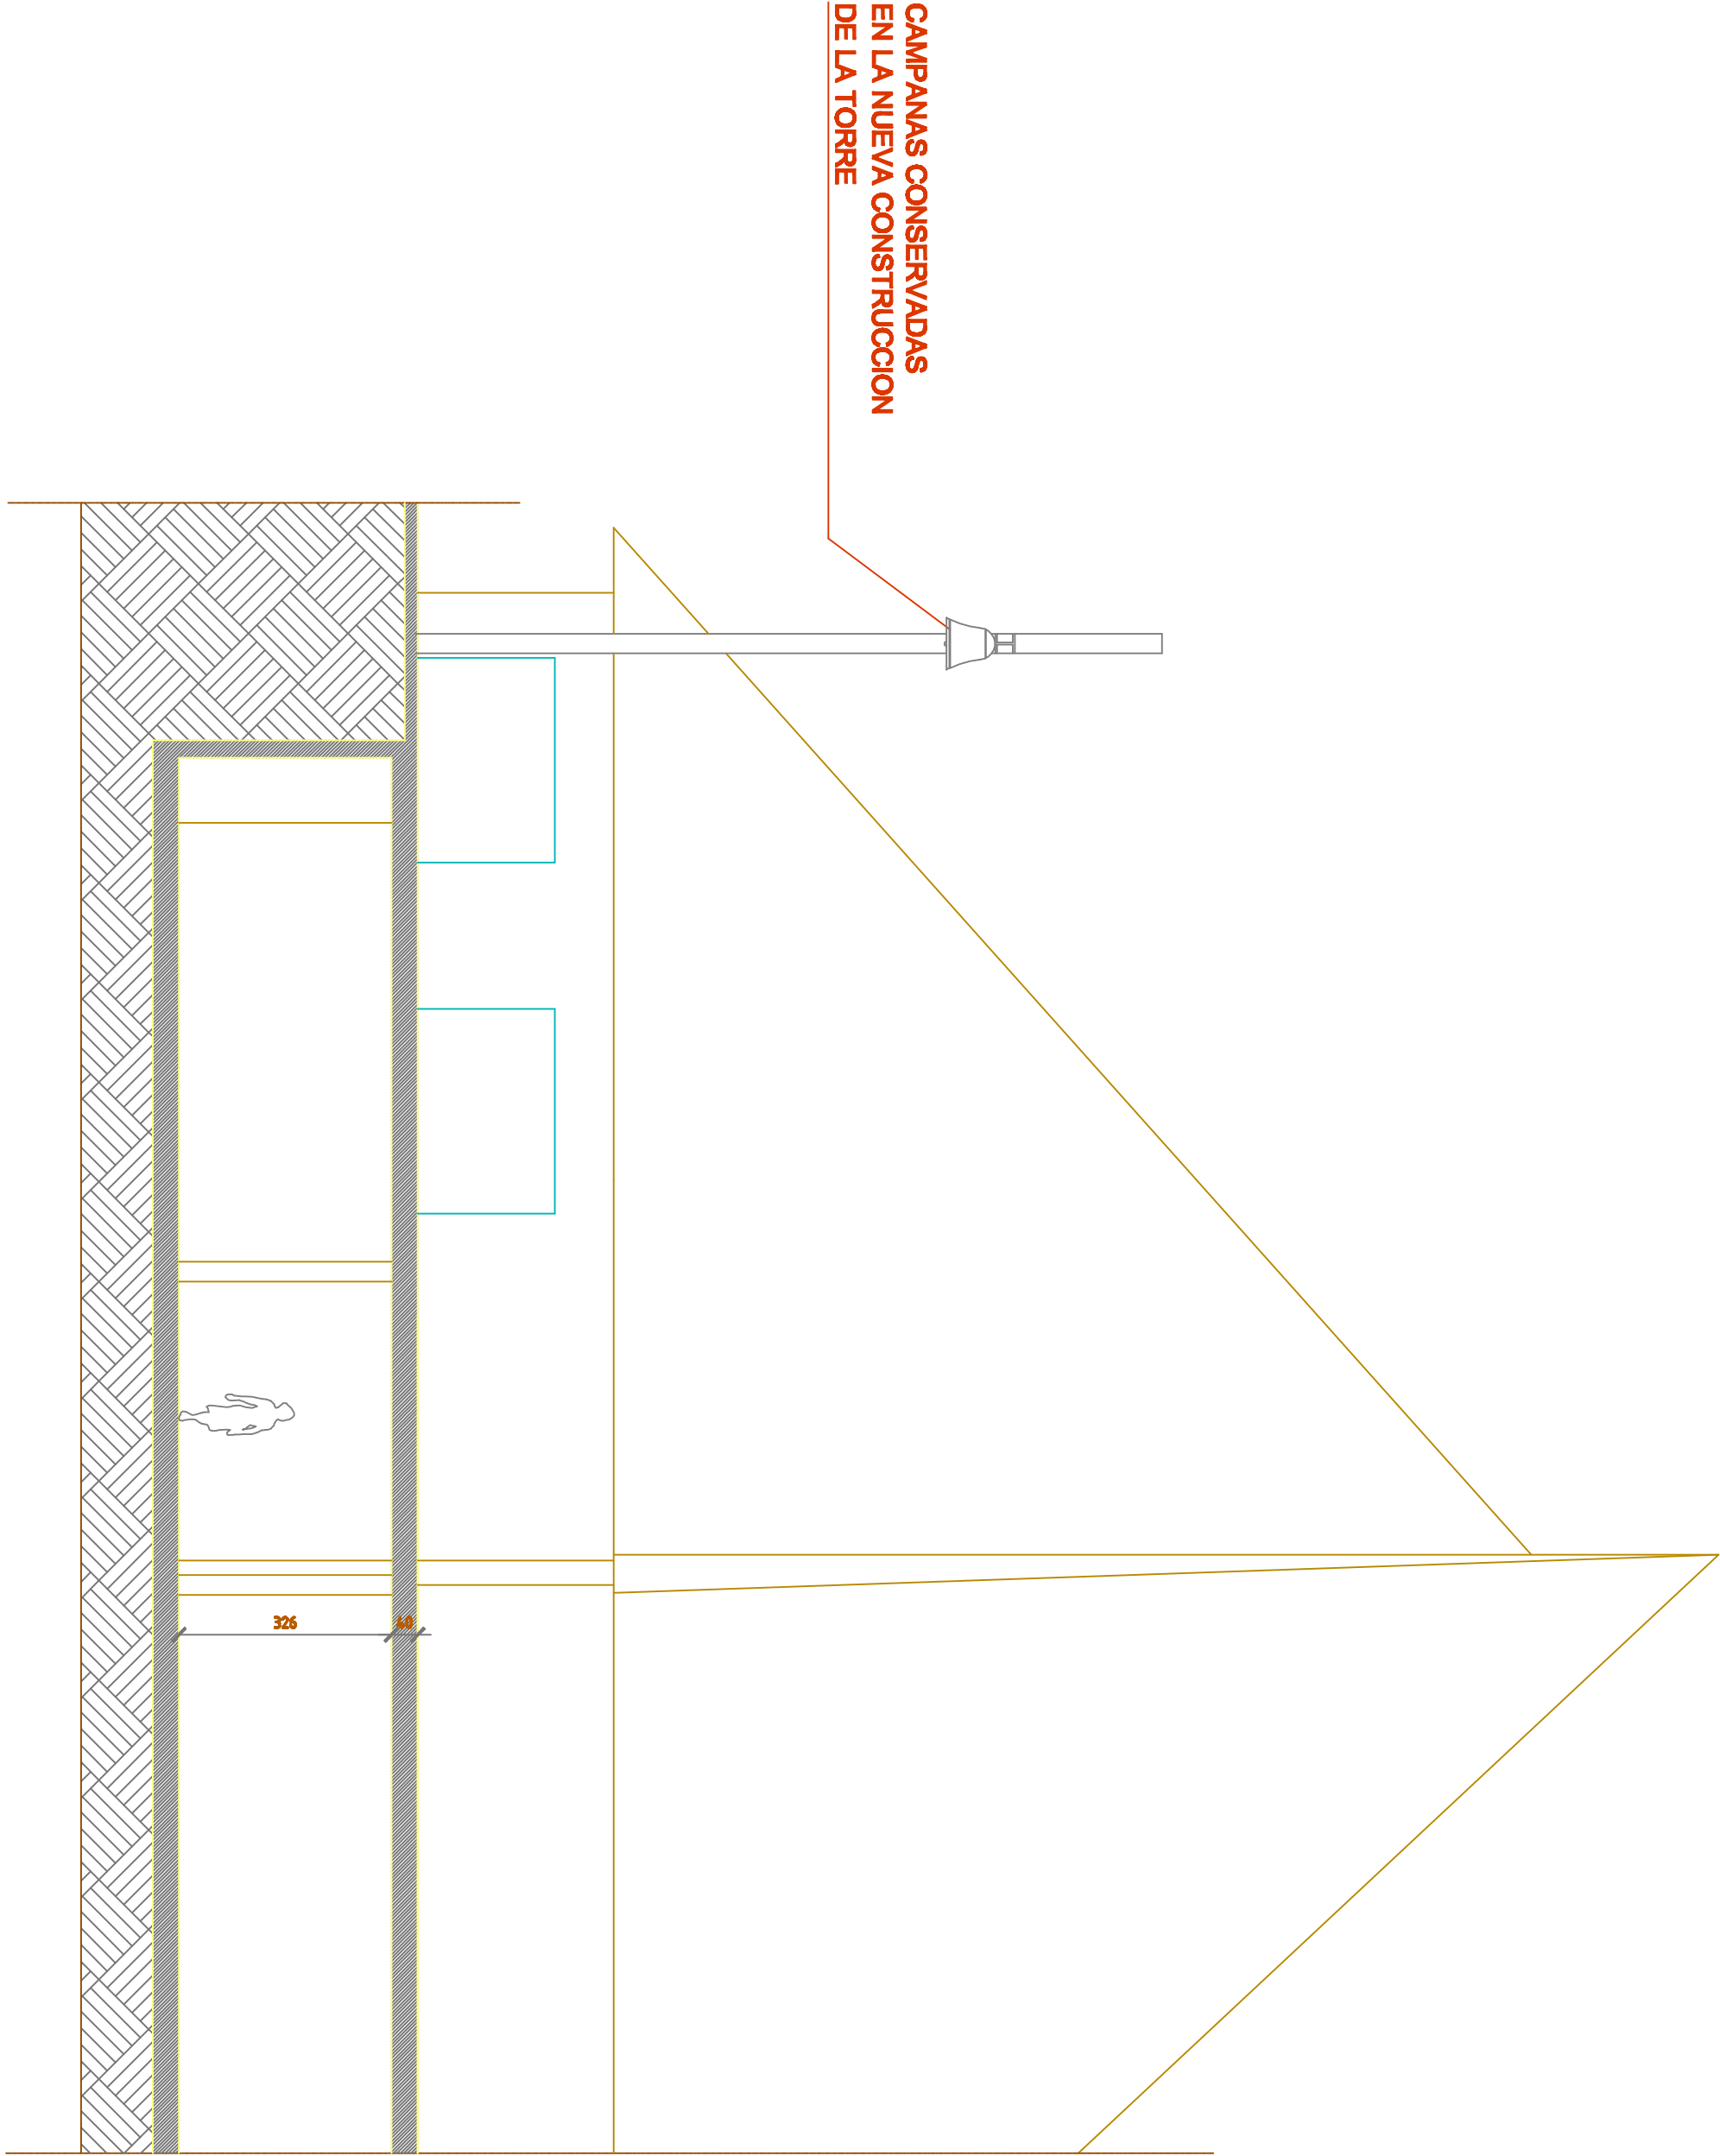 CAMPANAS CONSERVADAS
EN LA NUEVA CONSTRUCCION
DE LA TORRE
326
40